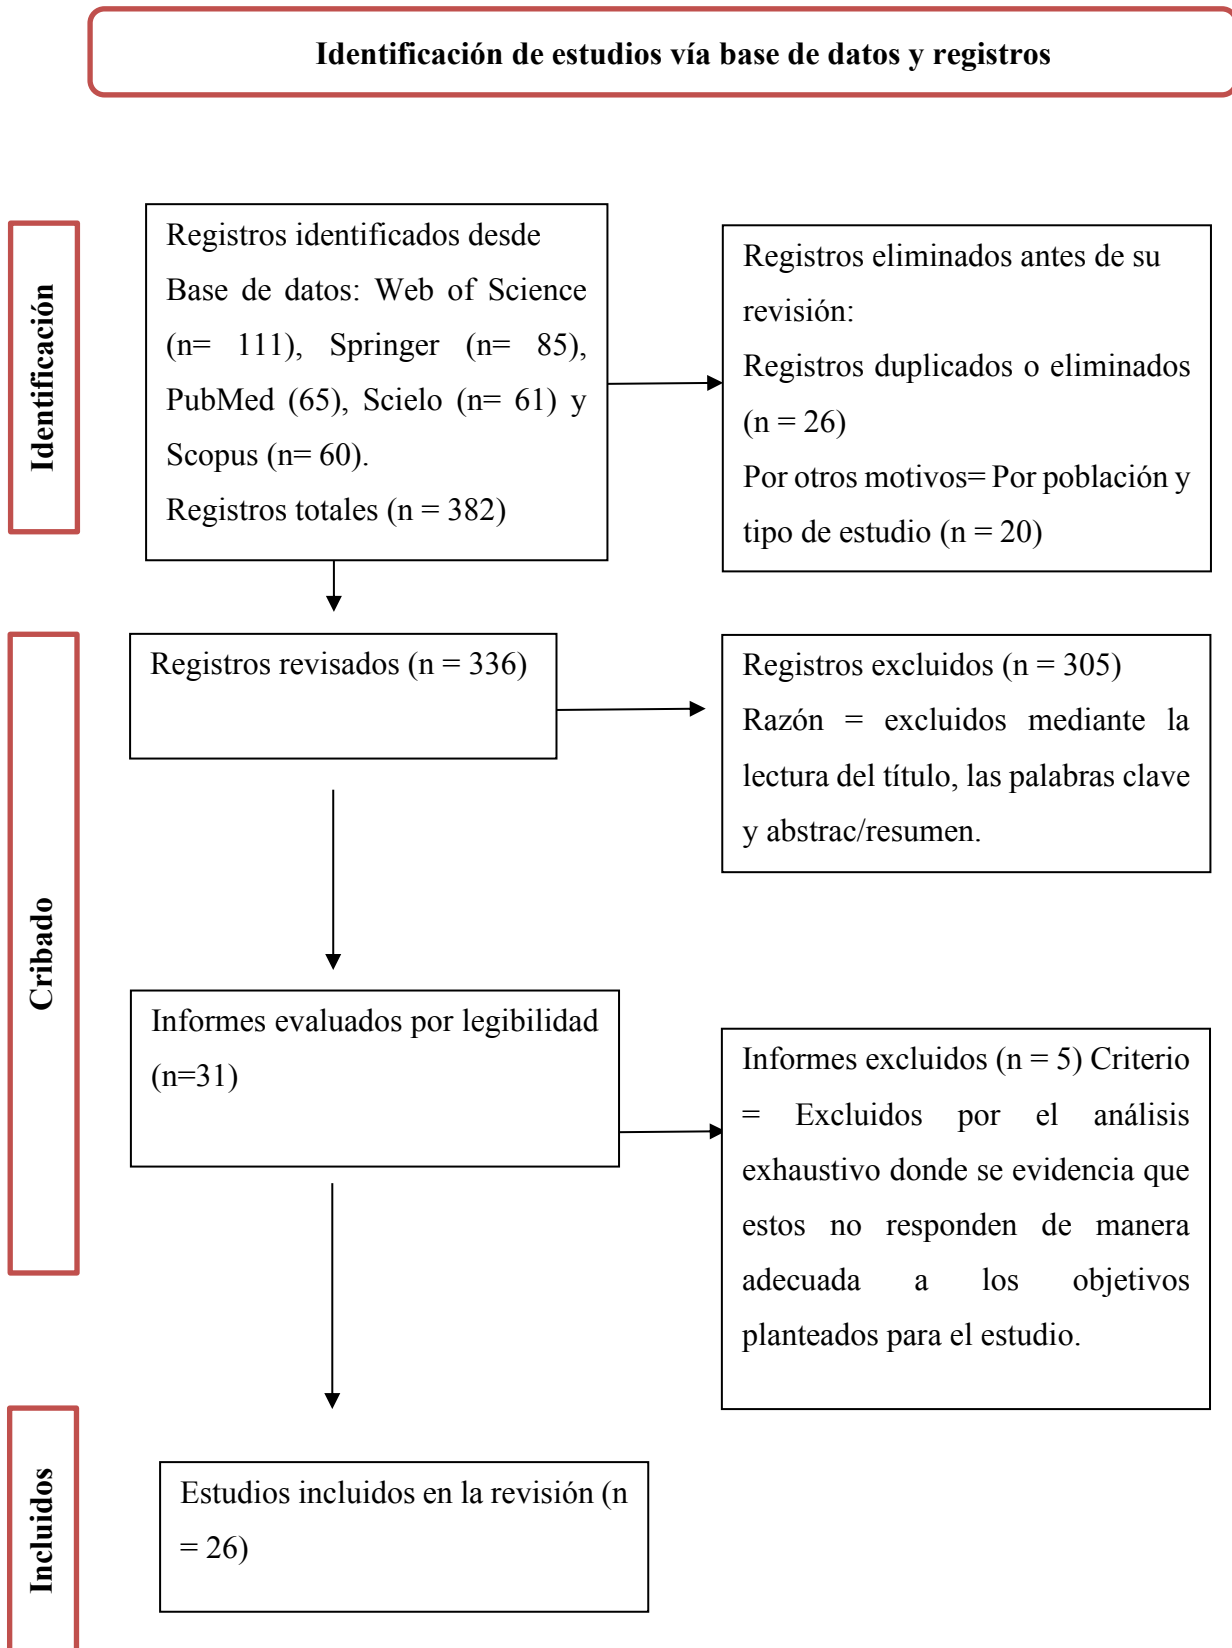 Identificación de estudios vía base de datos y registros
Identificación
Registros identificados desde
Base de datos: Web of Science
(n= 111), Springer (n= 85),
PubMed (65), Scielo (n= 61) y
Scopus (n= 60).
Registros totales (n = 382)
Registros eliminados antes de su
revisión:
Registros duplicados o eliminados
(n = 26)
Por otros motivos= Por población y
tipo de estudio (n = 20)
Cribado
Registros revisados (n = 336)
Registros excluidos (n = 305)
Razón = excluidos mediante la
lectura del título, las palabras clave
y abstrac/resumen.
Informes evaluados por legibilidad
(n=31)
Informes excluidos (n = 5) Criterio
= Excluidos por el análisis
exhaustivo donde se evidencia que
estos no responden de manera
adecuada a los objetivos
planteados para el estudio.
Incluidos
Estudios incluidos en la revisión (n
= 26)